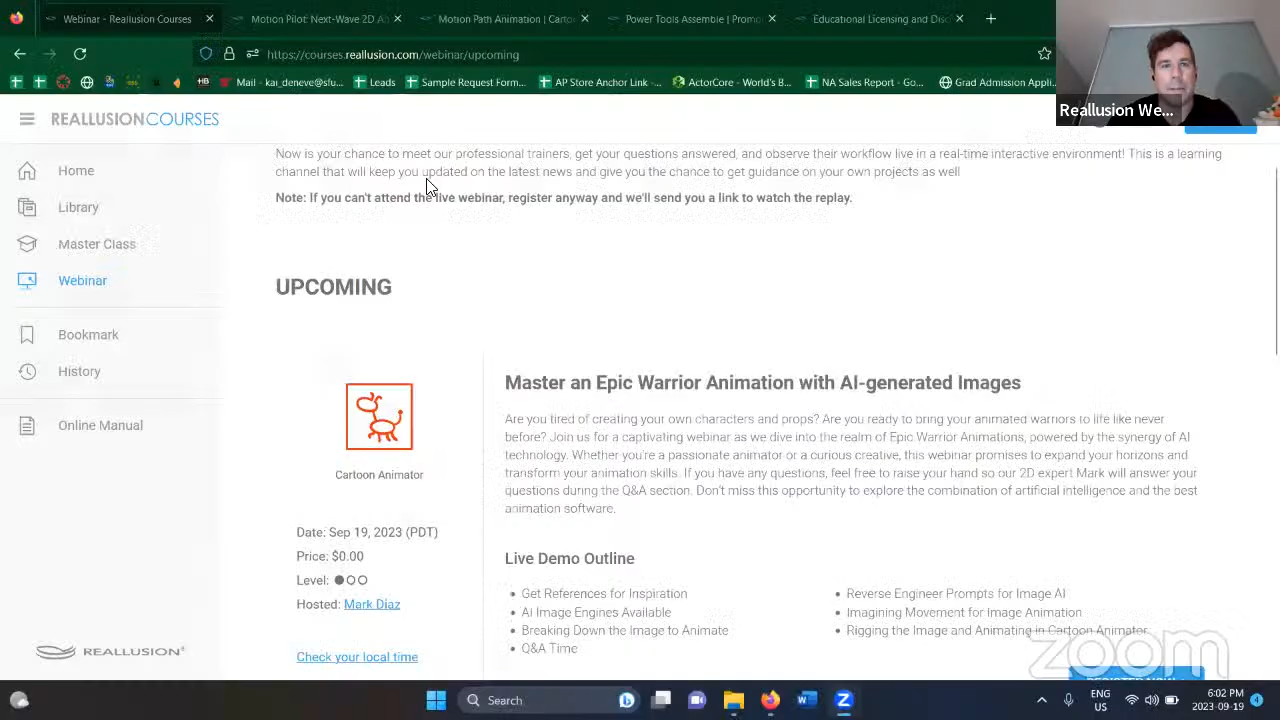 Webinar - Reallusion Courses
Motion Pilot: Next-Wave 2D A
Motion Path Animation | Carto
Power Tools Assemble | Promo
Educational Licensing and Disc
https://courses.reallusion.com/webinar/upcoming
Mail - kai_deneve@sfu...
Leads
Sample Request Form...
AP Store Anchor Link -...
ActorCore - World's B...
NA Sales Report - Go...
Grad Admission Appli...
Reallusion We...
REALLUSIONCOURSES
Home
Library
Master Class
Webinar
Bookmark
History
Online Manual
REALLUSION
Now is your chance to meet our professional trainers, get your questions answered, and observe their workflow live in a real-time interactive environment! This is a learning
channel that will keep you updated on the latest news and give you the chance to get guidance on your own projects as well
Note: If you can't attend the live webinar, register anyway and we'll send you a link to watch the replay.
UPCOMING
Cartoon Animator
Date: Sep 19, 2023 (PDT)
Price: $0.00
Level:
Hosted: Mark Diaz
Check your local time
Master an Epic Warrior Animation with AI-generated Images
Are you tired of creating your own characters and props? Are you ready to bring your animated warriors to life like never
before? Join us for a captivating webinar as we dive into the realm of Epic Warrior Animations, powered by the synergy of AI
technology. Whether you're a passionate animator or a curious creative, this webinar promises to expand your horizons and
transform your animation skills. If you have any questions, feel free to raise your hand so our 2D expert Mark will answer your
questions during the Q&A section. Don't miss this opportunity to explore the combination of artificial intelligence and the best
animation software.
Live Demo Outline
Get References for Inspiration
AI Image Engines Available
Breaking Down the Image to Animate
Q&A Time
Reverse Engineer Prompts for Image AI
Imagining Movement for Image Animation
Rigging the Image and Animating in Cartoon Animator
REGISTER NOW
zoom
Search
ENG
US
6:02 PM
2023-09-19